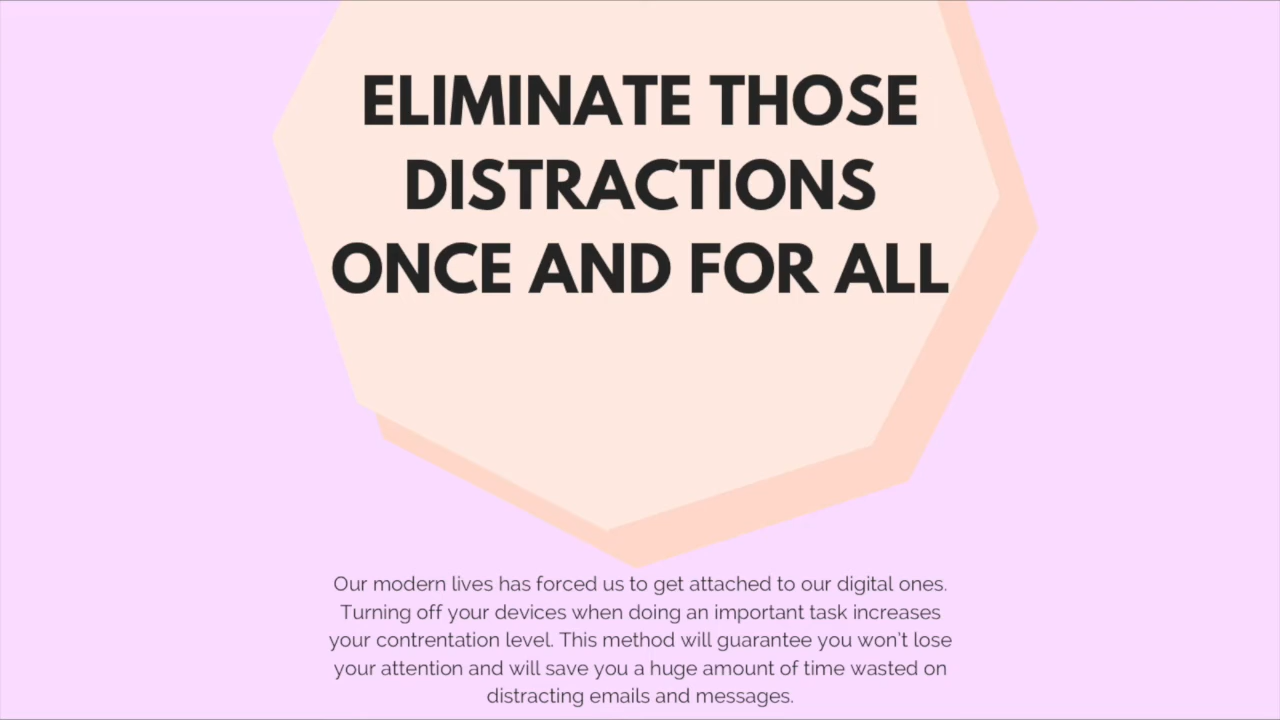 ELIMINATE THOSE
DISTRACTIONS
ONCE AND FOR ALL
Our modern lives has forced us to get attached to our digital ones.
Turning off your devices when doing an important task increases
your contrentation level. This method will guarantee you won't lose
your attention and will save you a huge amount of time wasted on
distracting emails and messages.